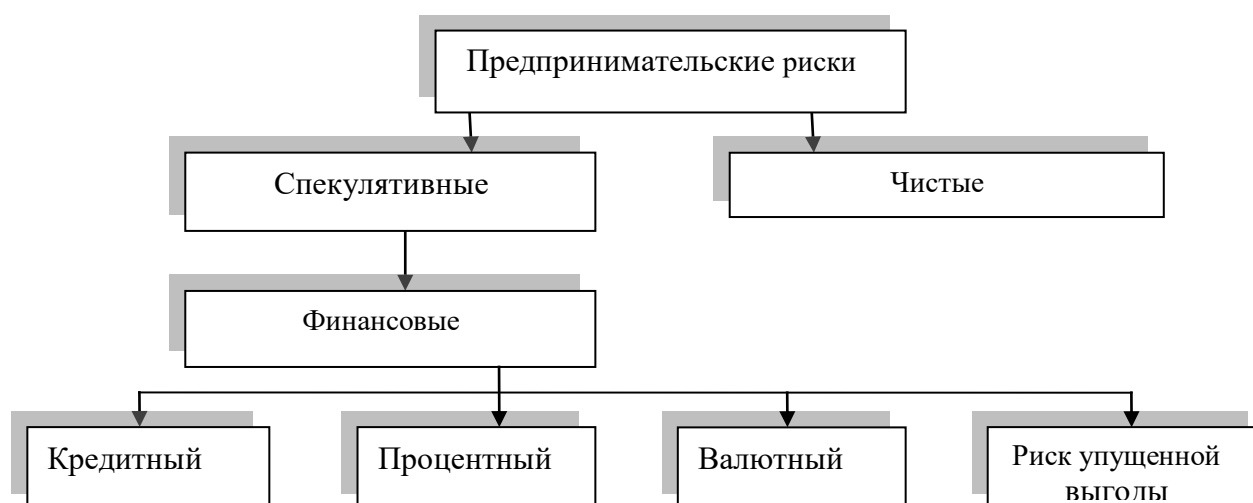 Предпринимательские риски
Спекулятивные
Чистые
Финансовые
Кредитный
Процентный
Валютный
Риск упущенной
выгоды